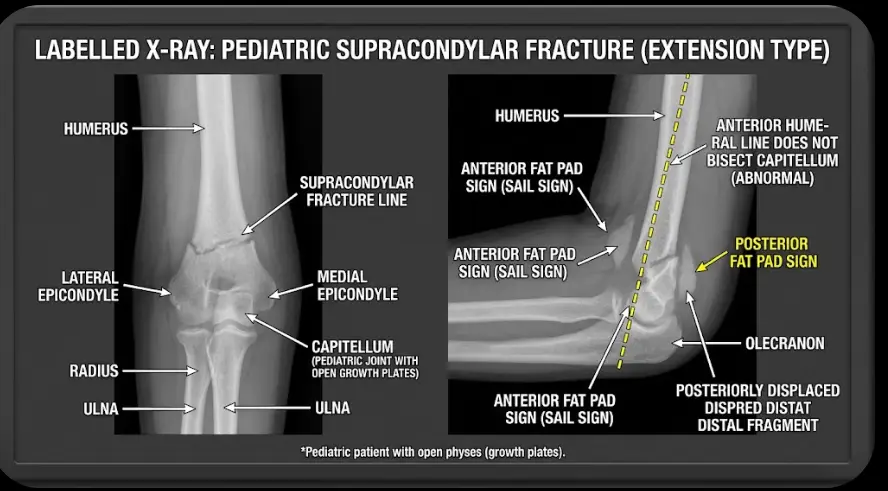 LABELLED X-RAY: PEDIATRIC SUPRACONDYLAR FRACTURE (EXTENSION TYPE)
HUMERUS
SUPRACONDYLAR
FRACTURE LINE
LATERAL
EPICONDYLE
MEDIAL
EPICONDYLE
CAPITELLUM
(PEDIATRIC JOINT WITH
OPEN GROWTH PLATES)
RADIUS
ULNA
ULNA
HUMERUS
ANTERIOR HUME-
RAL LINE DOES NOT
BISECT CAPITELLUM
(ABNORMAL)
ANTERIOR FAT PAD
SIGN (SAIL SIGN)
ANTERIOR FAT PAD
SIGN (SAIL SIGN)
POSTERIOR
FAT PAD SIGN
OLECRANON
ANTERIOR FAT PAD
SIGN (SAIL SIGN)
POSTERIORLY DISPLACED
DISPRED DISTAT
DISTAL FRAGMENT
*Pediatric patient with open physes (growth plates).